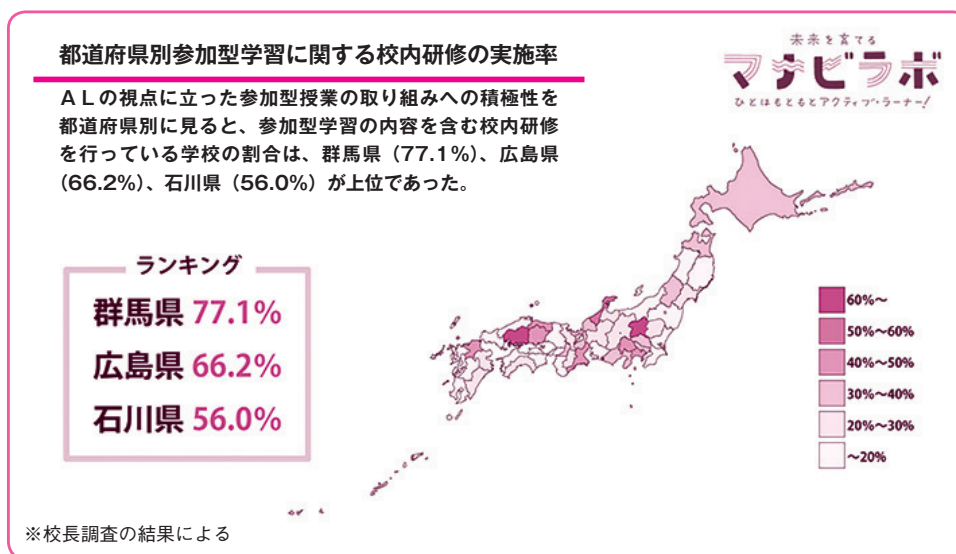 都道府県別参加型学習に関する校内研修の実施率
未来を育てる
マナビラボ
ひとはもともとアクティブ・ラーナー!
ALの視点に立った参加型授業の取り組みへの積極性を
都道府県別に見ると、参加型学習の内容を含む校内研修
を行っている学校の割合は、群馬県(77.1%)、広島県
(66.2%)、石川県(56.0%)が上位であった。
ランキング
群馬県 77.1%
広島県 66.2%
石川県 56.0%
60%〜
50%〜60%
40%〜50%
30%〜40%
20%〜30%
〜20%
※校長調査の結果による